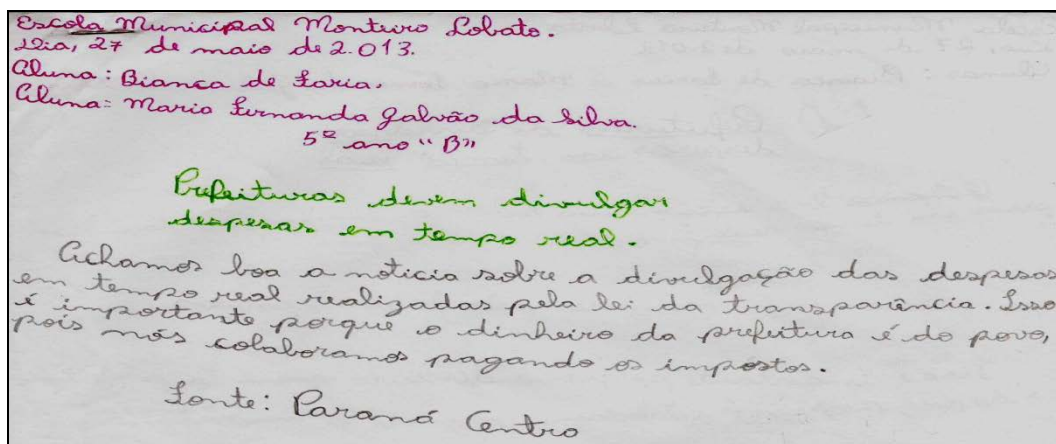 Escola Municipal Monteiro Lobato.
Dia, 27 de maio de 2.013.
Aluna: Bianca de Faria.
Aluna: Maria Fernanda Galvão da Silva.
5º ano "B"
Prefeituras devem divulgar
despesas em tempo real.
Achamos boa a noticia sobre a divulgação das despesas
em tempo real realizadas pela lei da transparência. Isso
é importante porque o dinheiro da prefeitura é do povo,
pois nós colaboramos pagando os impostos.
Fonte: Paraná Centro